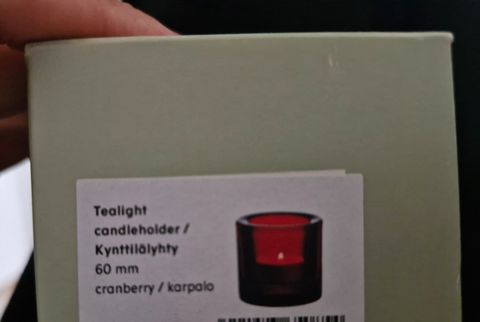 Tealight
candleholder /
Kynttilälyhty
60 mm
cranberry / karpalo